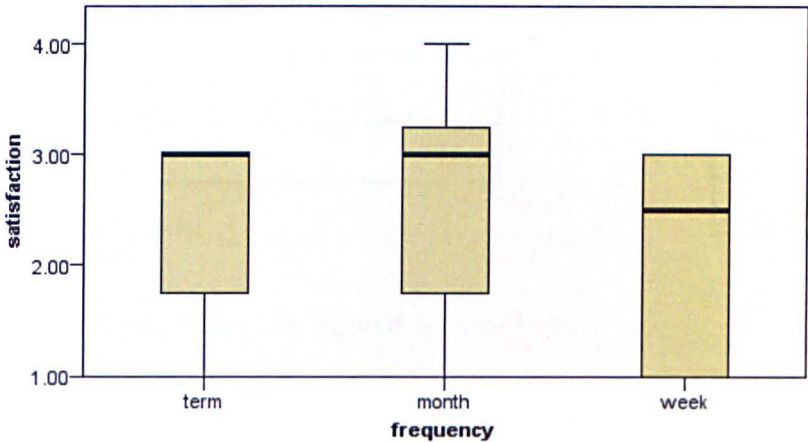 4.00
3.00
2.00
1.00
satisfaction
term month week
frequency